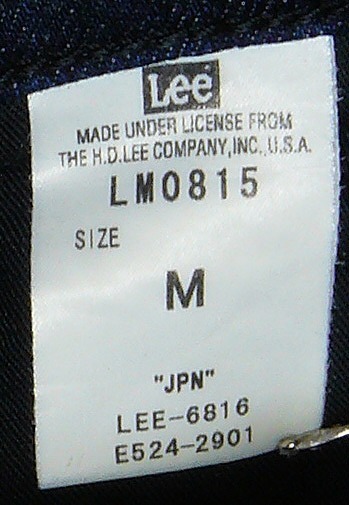 Lee
MADE UNDER LICENSE FROM
THE H.D.LEE COMPANY,INC.,U.S.A.
LM0815
SIZE
M
"JPN"
LEE-6816
E524-2901